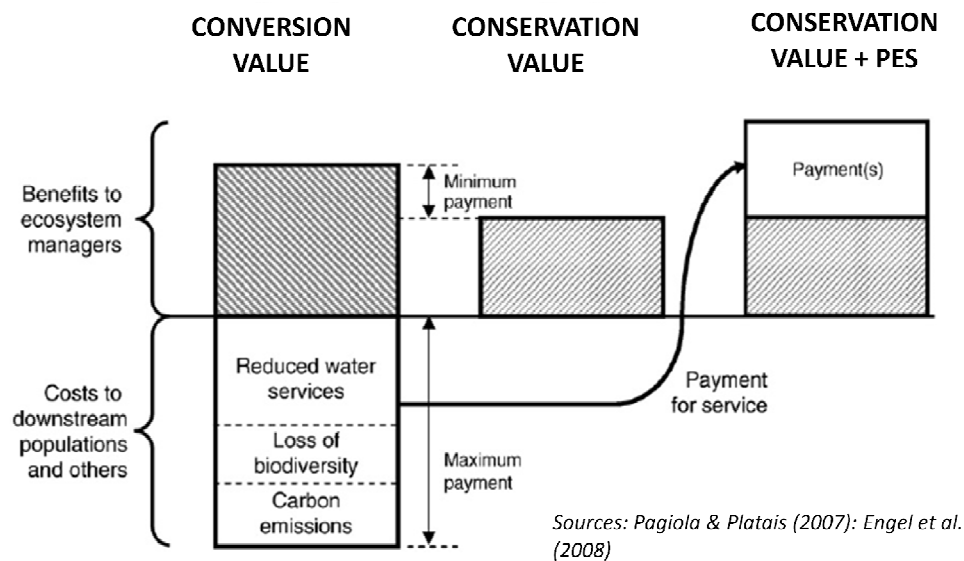 CONVERSION
VALUE
CONSERVATION
VALUE
CONSERVATION
VALUE + PES
Benefits to
ecosystem
managers
Minimum
payment
Payment(s)
Costs to
downstream
populations
and others
Reduced water
services
Loss of
biodiversity
Carbon
emissions
Maximum
payment
Payment
for service
Sources: Pagiola & Platais (2007): Engel et al.
(2008)